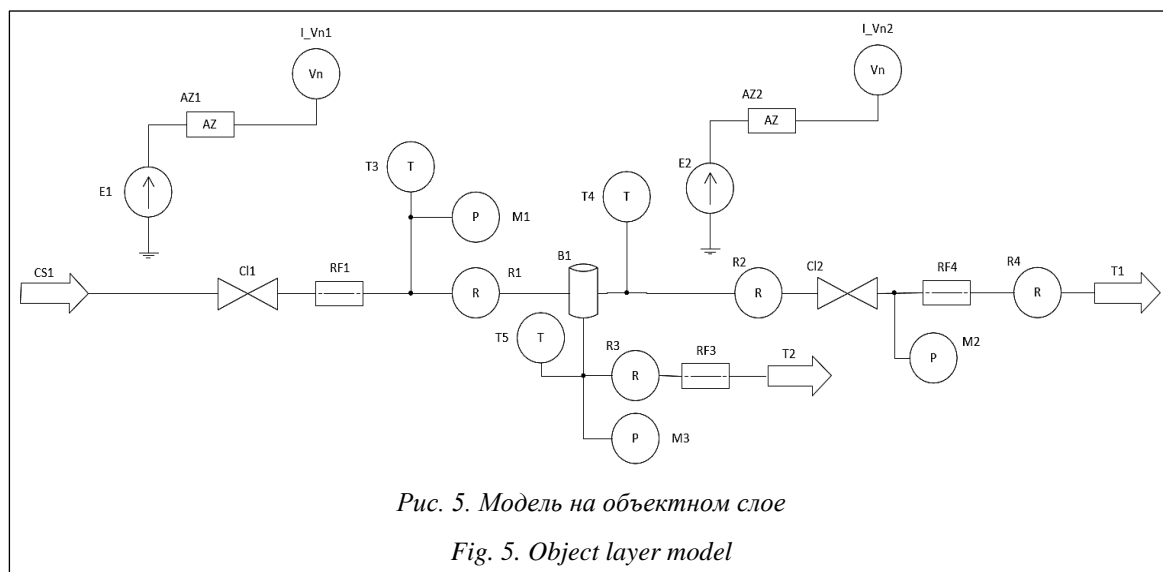 I_Vn1
Vn
AZ1
AZ
E1
I_Vn2
Vn
AZ2
AZ
E2
T3
T
P
M1
T4
T
CS1
Cl1
RF1
R
R1
B1
R2
R
Cl2
RF4
R4
R
T1
T5
T
R3
R
RF3
T2
M2
P
P
M3
Рис. 5. Модель на объектном слое
Fig. 5. Object layer model